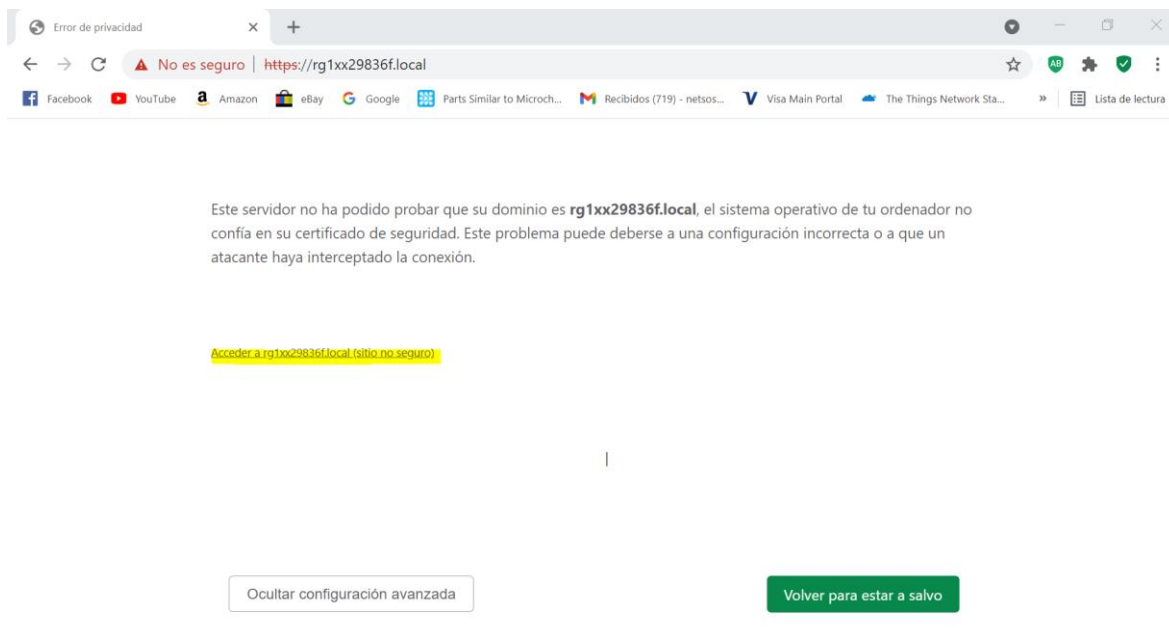 Error de privacidad
No es seguro | https://rg1xx29836f.local
AB
Facebook YouTube Amazon eBay Google Parts Similar to Microch... Recibidos (719) - netsos... Visa Main Portal The Things Network Sta... » Lista de lectura
Este servidor no ha podido probar que su dominio es rg1xx29836f.local, el sistema operativo de tu ordenador no
confía en su certificado de seguridad. Este problema puede deberse a una configuración incorrecta o a que un
atacante haya interceptado la conexión.
Acceder a rg1xx29836f.local (sitio no seguro)
Ocultar configuración avanzada
Volver para estar a salvo